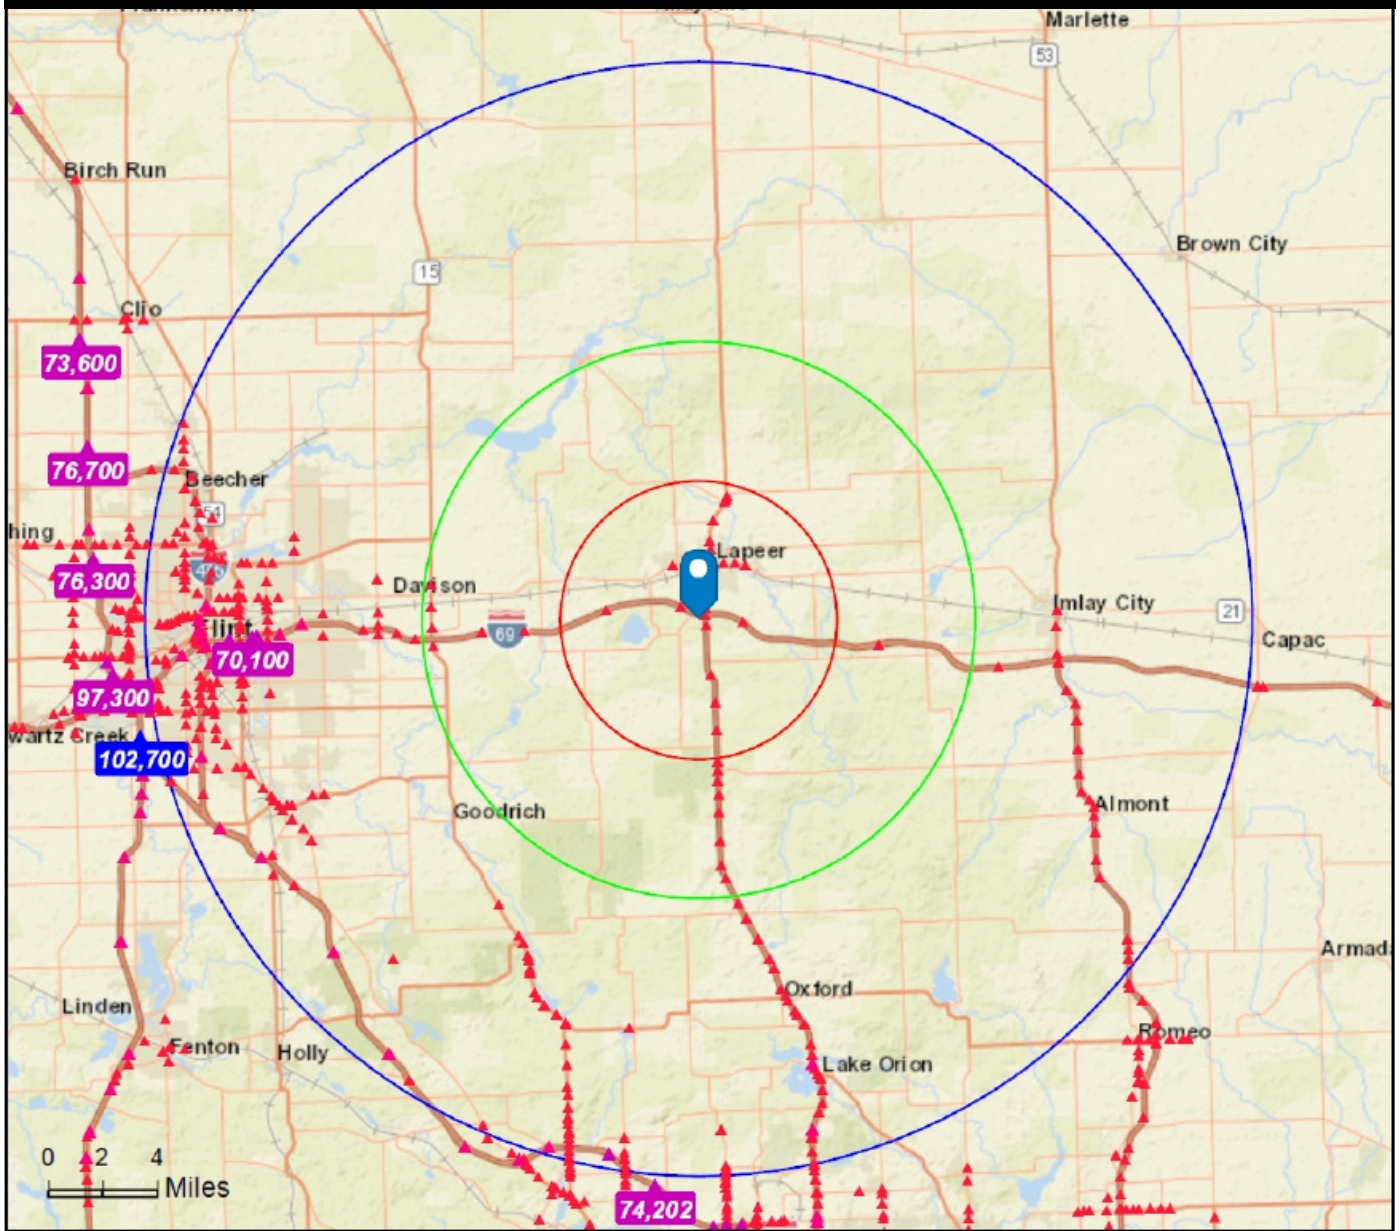 Marlette
53
Birch Run
Brown City
15
Clio
73,600
76,700
Beecher
54
hing
475
76,300
Lapeer
Davison
Imlay City
21
Flint
69
Capac
70,100
97,300
wartz Creek
102,700
Almont
Goodrich
Armada
Oxford
Linden
Romeo
Fenton
Holly
Lake Orion
0 2 4
Miles
74,202